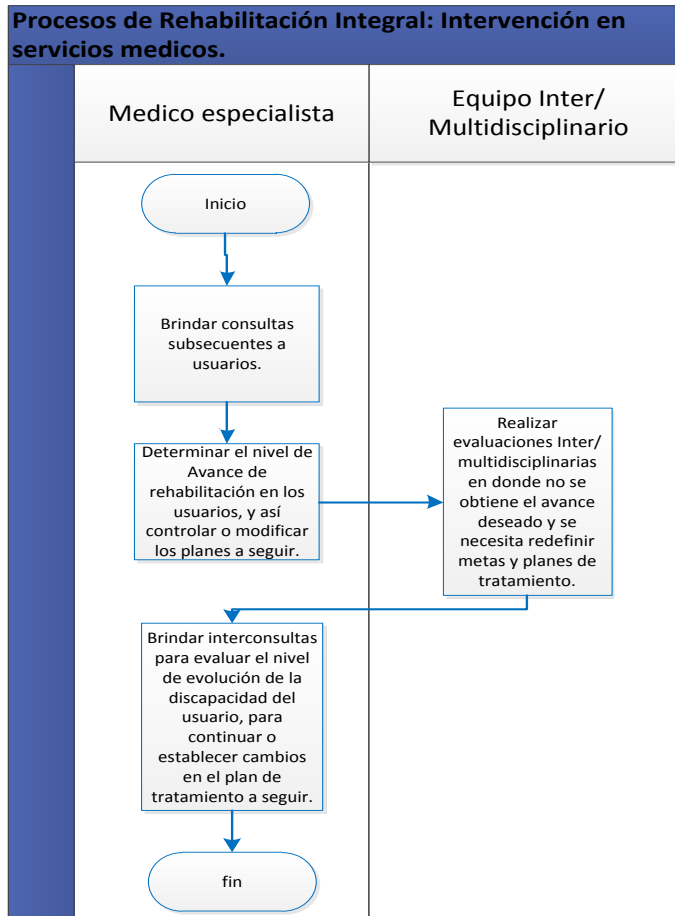 Procesos de Rehabilitación Integral: Intervención en
servicios medicos.
Medico especialista
Equipo Inter/
Multidisciplinario
Inicio
Brindar consultas
subsecuentes a
usuarios.
Determinar el nivel de
Avance de
rehabilitación en los
usuarios, y así
controlar o modificar
los planes a seguir.
Realizar
evaluaciones Inter/
multidisciplinarias
en donde no se
obtiene el avance
deseado y se
necesita redefinir
metas y planes de
tratamiento.
Brindar interconsultas
para evaluar el nivel
de evolución de la
discapacidad del
usuario, para
continuar o
establecer cambios
en el plan de
tratamiento a seguir.
fin